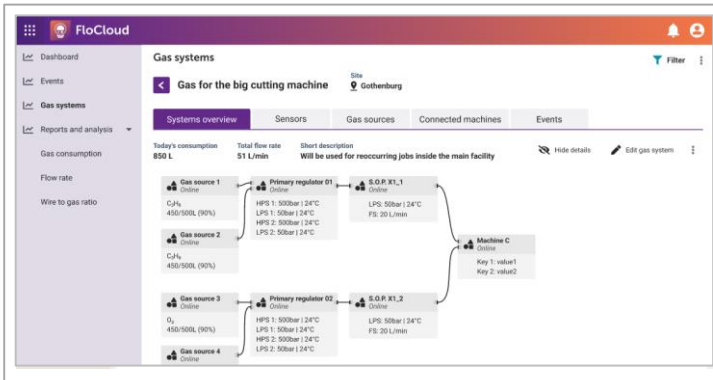 FloCloud
Dashboard
Events
Gas systems
Reports and analysis
Gas consumption
Flow rate
Wire to gas ratio
Gas systems
Filter
Gas for the big cutting machine
Site
Gothenburg
Systems overview
Sensors
Gas sources
Connected machines
Events
Today's consumption
850 L
Total flow rate
51 L/min
Short description
Will be used for reoccurring jobs inside the main facility
Hide details
Edit gas system
Gas source 1
Online
C₃H₈
450/500L (90%)
Gas source 2
Online
C₃H₈
450/500L (90%)
Primary regulator 01
Online
HPS 1: 500bar | 24°C
LPS 1: 50bar | 24°C
HPS 2: 500bar | 24°C
LPS 2: 50bar | 24°C
S.O.P. X1_1
Online
LPS: 50bar | 24°C
FS: 20 L/min
Machine C
Online
Key 1: value1
Key 2: value2
Gas source 3
Online
450/500L (90%)
Gas source 4
Online
Primary regulator 02
Online
HPS 1: 500bar | 24°C
LPS 1: 50bar | 24°C
HPS 2: 500bar | 24°C
LPS 2: 50bar | 24°C
S.O.P. X1_2
Online
LPS: 50bar | 24°C
FS: 20 L/min